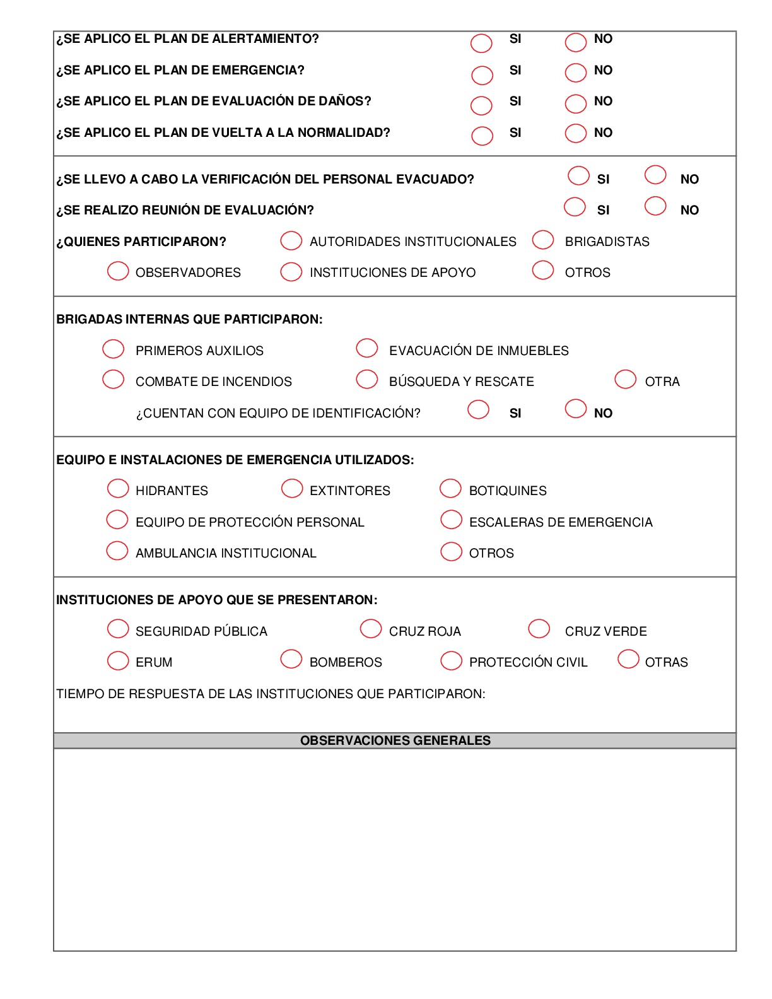 ¿SE APLICO EL PLAN DE ALERTAMIENTO? SI NO
¿SE APLICO EL PLAN DE EMERGENCIA? SI NO
¿SE APLICO EL PLAN DE EVALUACIÓN DE DAÑOS? SI NO
¿SE APLICO EL PLAN DE VUELTA A LA NORMALIDAD? SI NO
¿SE LLEVO A CABO LA VERIFICACIÓN DEL PERSONAL EVACUADO? SI NO
¿SE REALIZO REUNIÓN DE EVALUACIÓN? SI NO
¿QUIENES PARTICIPARON? AUTORIDADES INSTITUCIONALES BRIGADISTAS
OBSERVADORES INSTITUCIONES DE APOYO OTROS
BRIGADAS INTERNAS QUE PARTICIPARON:
PRIMEROS AUXILIOS EVACUACIÓN DE INMUEBLES
COMBATE DE INCENDIOS BÚSQUEDA Y RESCATE OTRA
¿CUENTAN CON EQUIPO DE IDENTIFICACIÓN? SI NO
EQUIPO E INSTALACIONES DE EMERGENCIA UTILIZADOS:
HIDRANTES EXTINTORES BOTIQUINES
EQUIPO DE PROTECCIÓN PERSONAL ESCALERAS DE EMERGENCIA
AMBULANCIA INSTITUCIONAL OTROS
INSTITUCIONES DE APOYO QUE SE PRESENTARON:
SEGURIDAD PÚBLICA CRUZ ROJA CRUZ VERDE
ERUM BOMBEROS PROTECCIÓN CIVIL OTRAS
TIEMPO DE RESPUESTA DE LAS INSTITUCIONES QUE PARTICIPARON:
OBSERVACIONES GENERALES